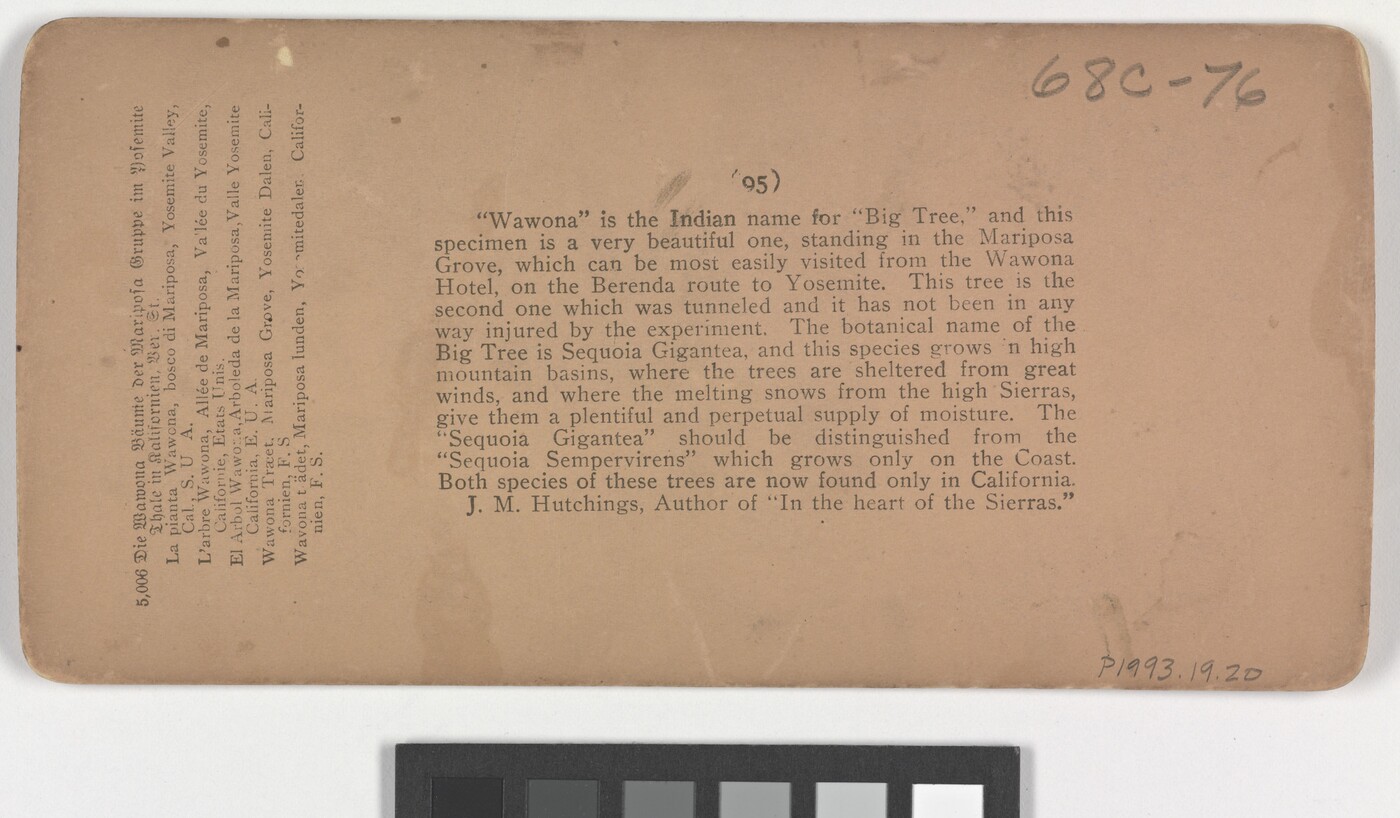 68C-76
(95)
"Wawona" is the Indian name for "Big Tree," and this
specimen is a very beautiful one, standing in the Mariposa
Grove, which can be most easily visited from the Wawona
Hotel, on the Berenda route to Yosemite. This tree is the
second one which was tunneled and it has not been in any
way injured by the experiment. The botanical name of the
Big Tree is Sequoia Gigantea, and this species grows 'n high
mountain basins, where the trees are sheltered from great
winds, and where the melting snows from the high Sierras,
give them a plentiful and perpetual supply of moisture. The
"Sequoia Gigantea" should be distinguished from the
"Sequoia Sempervirens" which grows only on the Coast.
Both species of these trees are now found only in California.
J. M. Hutchings, Author of "In the heart of the Sierras."
5,006 Die Wawona Bäume der Mariposa Gruppe im Yosemite
Thale in Kalifornien, Ver. St.
La pianta Wawona, bosco di Mariposa, Yosemite Valley,
Cal., S. U A.
L'arbre Wawona, Allée de Mariposa, Va'lée du Yosemite,
Californie, Etats Unis.
El Arbol Wawona, Arboleda de la Mariposa, Valle Yosemite
California, E. U. A.
Wawona Træet, Mariposa Grove, Yosemite Dalen, Cali-
fornien, F. S
Wavona t ädet, Mariposa lunden, Yo mitedalen, Califor-
nien, F. S.
P1993.19.20